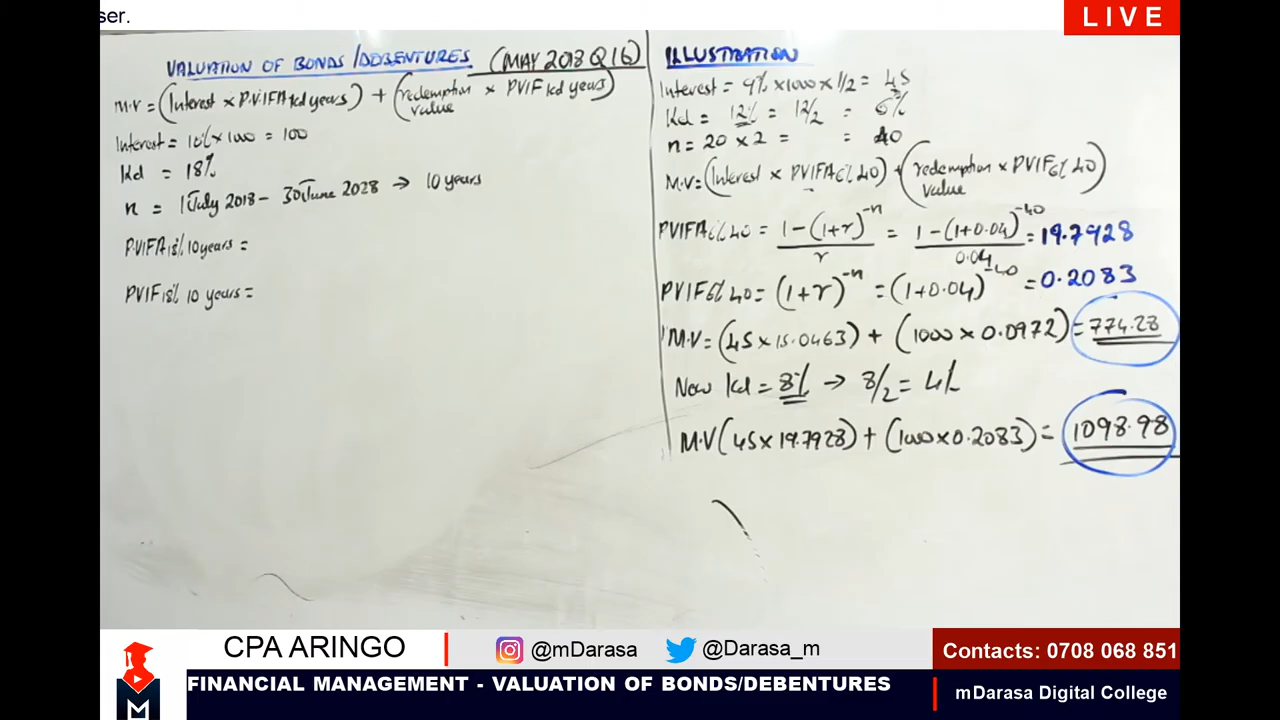 ser.
LIVE
VALUATION OF BONDS/DEBENTURES (MAY 2018 Q1b)
M.V = (Interest x PVIFA kd years) + (redemption value x PVIF kd years)
Interest = 10% x 1000 = 100
Kd = 18%
n = 1 July 2018 - 30 June 2028 → 10 years
PVIFA 18% 10 years =
PVIF 18% 10 years =
ILLUSTRATION
Interest = 9% x 1000 x 1/2 = 45
Kd = 12% = 12/2 = 6%
n = 20 x 2 = = 40
M.V = (Interest x PVIFA 6% 40) + (redemption value x PVIF 6% 40)
PVIFA 6% 40 = 1-(1+r)^-n / r = 1-(1+0.04)^-40 / 0.04 = 19.7928
PVIF 6% 40 = (1+r)^-n = (1+0.04)^-40 = 0.2083
M.V = (45 x 15.0463) + (1000 x 0.0972) = 774.28
New Kd = 8% → 8/2 = 4%
M.V (45 x 19.7928) + (1000 x 0.2083) = 1098.98
CPA ARINGO
@mDarasa
@Darasa_m
Contacts: 0708 068 851
FINANCIAL MANAGEMENT - VALUATION OF BONDS/DEBENTURES
mDarasa Digital College
M